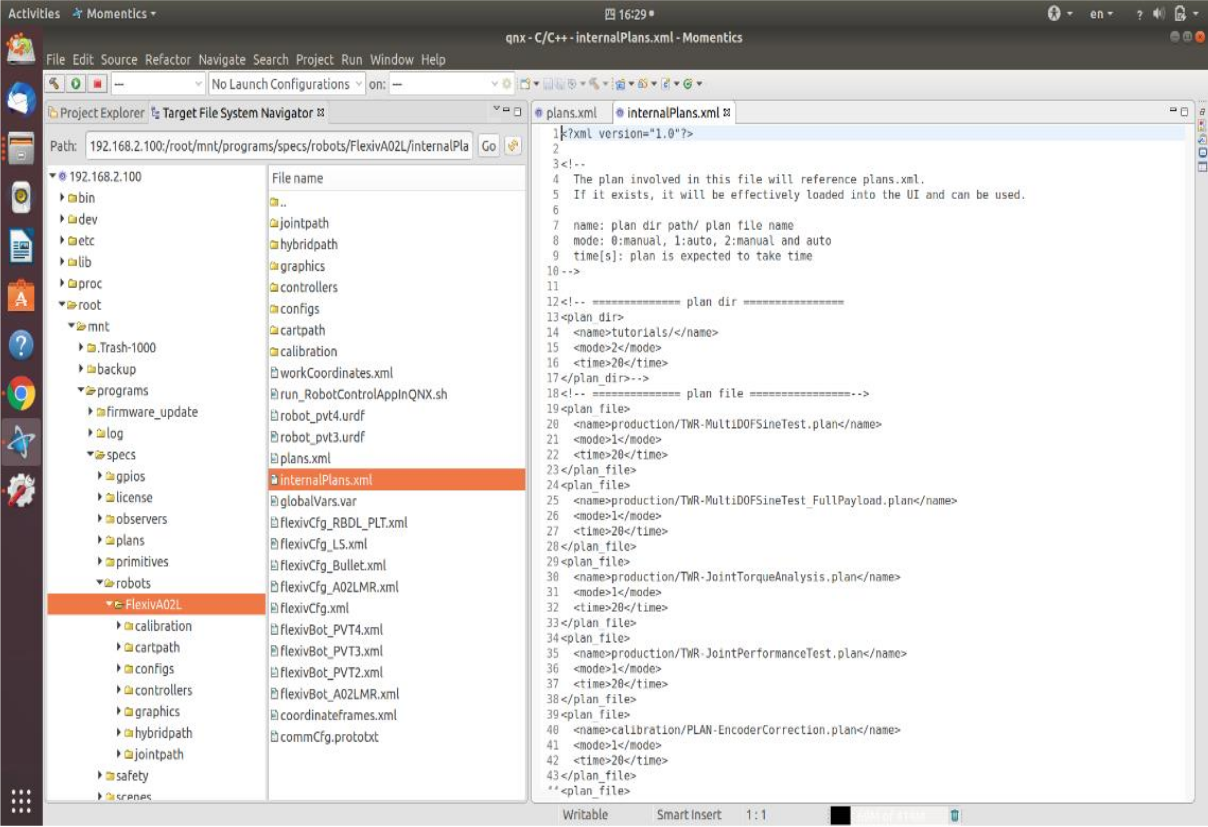 Activities Momentics
四 16:29
en
qnx - C/C++ - internalPlans.xml - Momentics
File Edit Source Refactor Navigate Search Project Run Window Help
---
No Launch Configurations
on: ---
Project Explorer
Target File System Navigator
Path: 192.168.2.100:/root/mnt/programs/specs/robots/FlexivA02L/internalPla
Go
192.168.2.100
bin
dev
etc
lib
proc
root
mnt
.Trash-1000
backup
programs
firmware_update
log
specs
gpios
license
observers
plans
primitives
robots
FlexivA02L
calibration
cartpath
configs
controllers
graphics
hybridpath
jointpath
safety
scenes
File name
..
jointpath
hybridpath
graphics
controllers
configs
cartpath
calibration
workCoordinates.xml
run_RobotControlAppInQNX.sh
robot_pvt4.urdf
robot_pvt3.urdf
plans.xml
internalPlans.xml
globalVars.var
flexivCfg_RBDL_PLT.xml
flexivCfg_LS.xml
flexivCfg_Bullet.xml
flexivCfg_A02LMR.xml
flexivCfg.xml
flexivBot_PVT4.xml
flexivBot_PVT3.xml
flexivBot_PVT2.xml
flexivBot_A02LMR.xml
coordinateframes.xml
commCfg.prototxt
plans.xml
internalPlans.xml
1 <?xml version="1.0"?>
2
3 <!--
4 The plan involved in this file will reference plans.xml.
5 If it exists, it will be effectively loaded into the UI and can be used.
6
7 name: plan dir path/ plan file name
8 mode: 0:manual, 1:auto, 2:manual and auto
9 time[s]: plan is expected to take time
10 -->
11
12 <!-- ============== plan dir ================
13 <plan_dir>
14 <name>tutorials/</name>
15 <mode>2</mode>
16 <time>20</time>
17 </plan_dir>-->
18 <!-- ============== plan file ================-->
19 <plan_file>
20 <name>production/TWR-MultiDOFSineTest.plan</name>
21 <mode>1</mode>
22 <time>20</time>
23 </plan_file>
24 <plan_file>
25 <name>production/TWR-MultiDOFSineTest_FullPayload.plan</name>
26 <mode>1</mode>
27 <time>20</time>
28 </plan_file>
29 <plan_file>
30 <name>production/TWR-JointTorqueAnalysis.plan</name>
31 <mode>1</mode>
32 <time>20</time>
33 </plan_file>
34 <plan_file>
35 <name>production/TWR-JointPerformanceTest.plan</name>
36 <mode>1</mode>
37 <time>20</time>
38 </plan_file>
39 <plan_file>
40 <name>calibration/PLAN-EncoderCorrection.plan</name>
41 <mode>1</mode>
42 <time>20</time>
43 </plan_file>
<plan_file>
Writable
Smart Insert
1 : 1